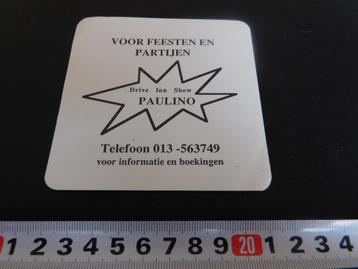 VOOR FEESTEN EN
PARTIJEN
Drive Inn Show
PAULINO
Telefoon 013 -563749
voor informatie en boekingen
1 2 3 4 5 6 7 8 9 20 1 2 3 4